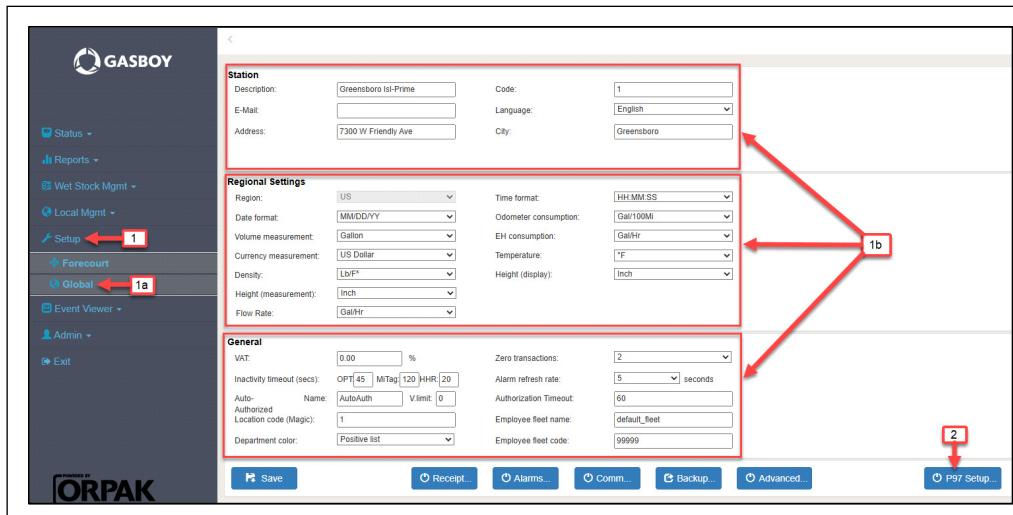 GASBOY
<
Status
Reports
Wet Stock Mgmt
Local Mgmt
Setup 1
Forecourt
Global 1a
Event Viewer
Admin
Exit
POWERED BY
ORPAK
Station
Description: Greensboro Isl-Prime Code: 1
E-Mail: Language: English
Address: 7300 W Friendly Ave City: Greensboro
Regional Settings
Region: US Time format: HH:MM:SS
Date format: MM/DD/YY Odometer consumption: Gal/100Mi
Volume measurement: Gallon EH consumption: Gal/Hr
Currency measurement: US Dollar Temperature: °F
Density: Lb/F³ Height (display): Inch
Height (measurement): Inch
Flow Rate: Gal/Hr
1b
General
VAT: 0.00 % Zero transactions: 2
Inactivity timeout (secs): OPT: 45 MiTag: 120 HHR: 20 Alarm refresh rate: 5 seconds
Auto- Name: AutoAuth V.limit: 0 Authorization Timeout: 60
Authorized
Location code (Magic): 1 Employee fleet name: default_fleet
Department color: Positive list Employee fleet code: 99999
2
Save Receipt... Alarms... Comm... Backup... Advanced... P97 Setup...